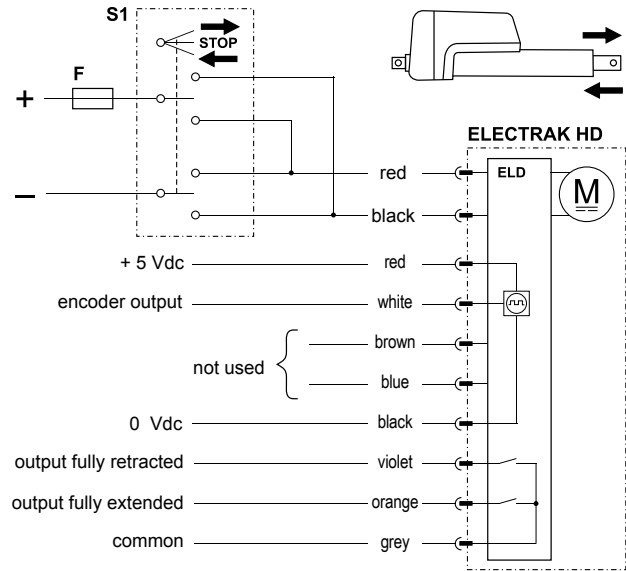 S1
STOP
F
+
–
ELECTRAK HD
red
ELD
M
black
+ 5 Vdc
red
encoder output
white
brown
not used
blue
0 Vdc
black
output fully retracted
violet
output fully extended
orange
common
grey